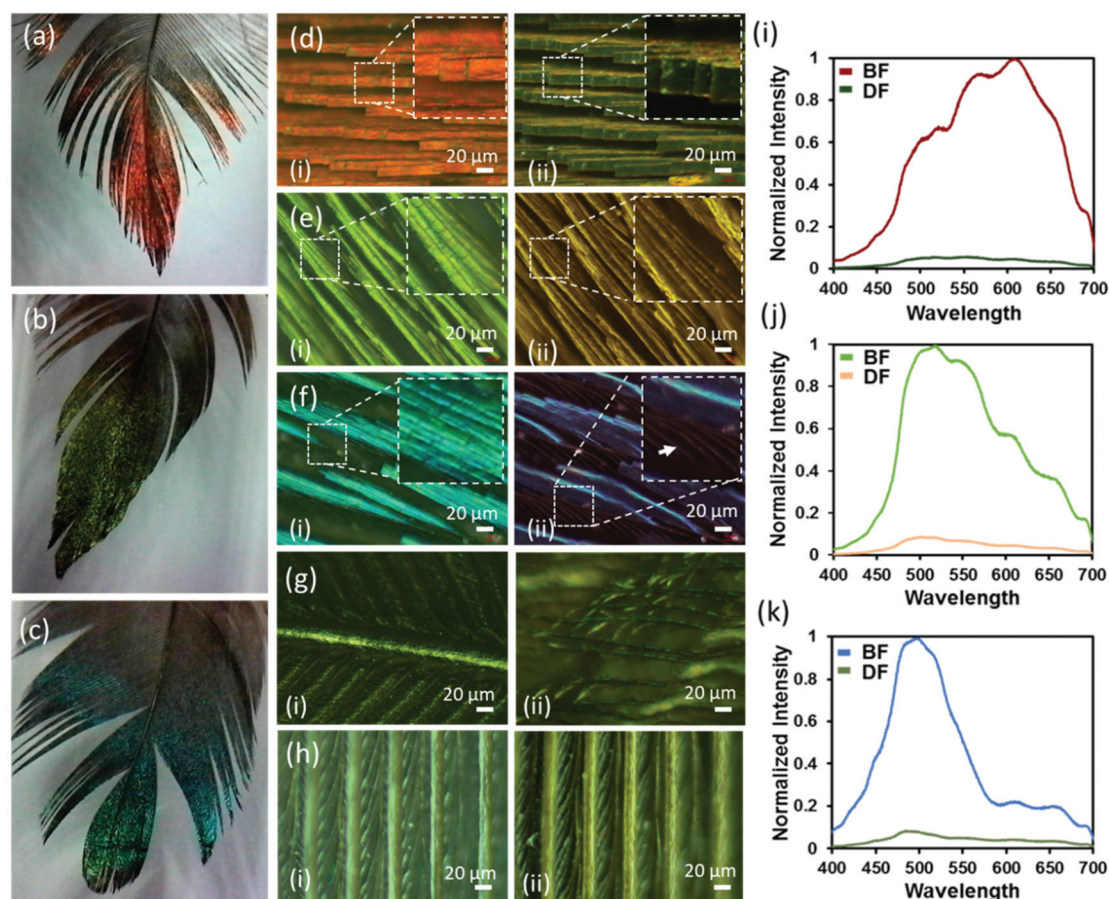 (a)
(b)
(c)
(d)
(i)
20 µm
(ii)
20 µm
(e)
(i)
20 µm
(ii)
20 µm
(f)
(i)
20 µm
(ii)
20 µm
(g)
(i)
20 µm
(ii)
20 µm
(h)
(i)
20 µm
(ii)
20 µm
(i)
BF
DF
Normalized Intensity
1
0.8
0.6
0.4
0.2
0
400 450 500 550 600 650 700
Wavelength
(j)
BF
DF
Normalized Intensity
1
0.8
0.6
0.4
0.2
0
400 450 500 550 600 650 700
Wavelength
(k)
BF
DF
Normalized Intensity
1
0.8
0.6
0.4
0.2
0
400 450 500 550 600 650 700
Wavelength